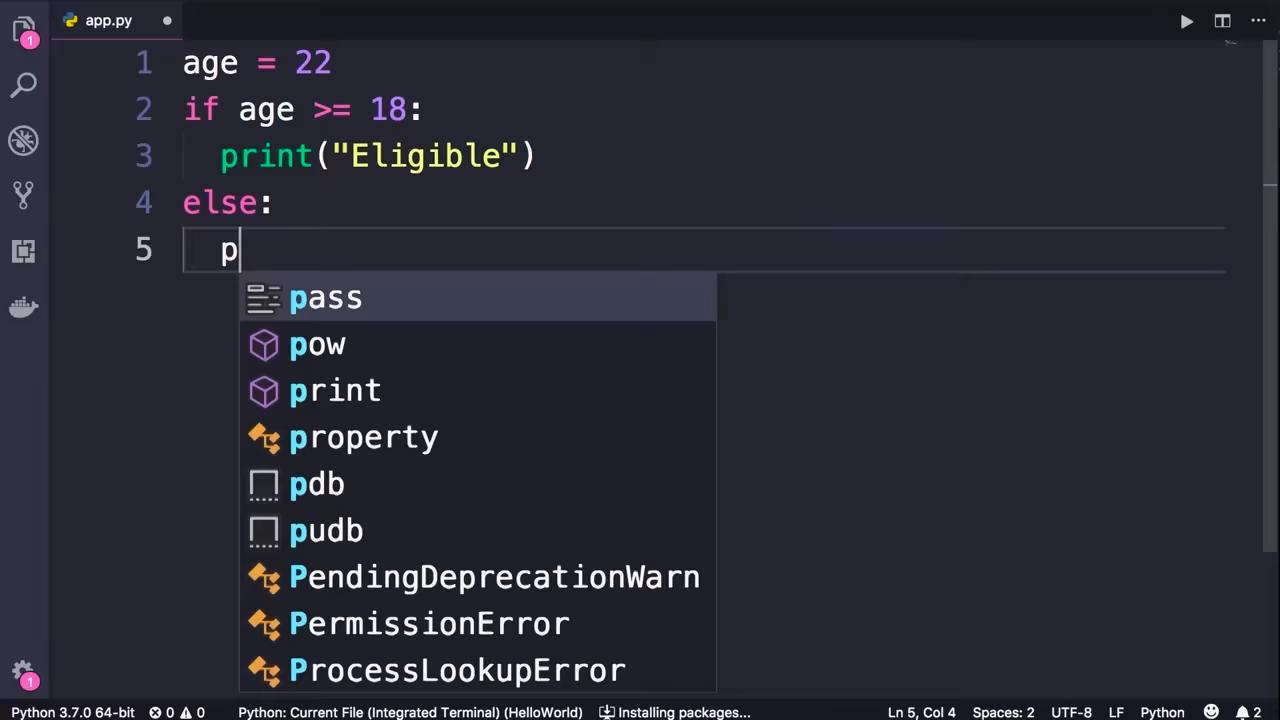 1
app.py
1 age = 22
2 if age >= 18:
3 print("Eligible")
4 else:
5 p
pass
pow
print
property
pdb
pudb
PendingDeprecationWarn
PermissionError
ProcessLookupError
1
Python 3.7.0 64-bit 0 0 Python: Current File (Integrated Terminal) (HelloWorld) Installing packages... Ln 5, Col 4 Spaces: 2 UTF-8 LF Python 2